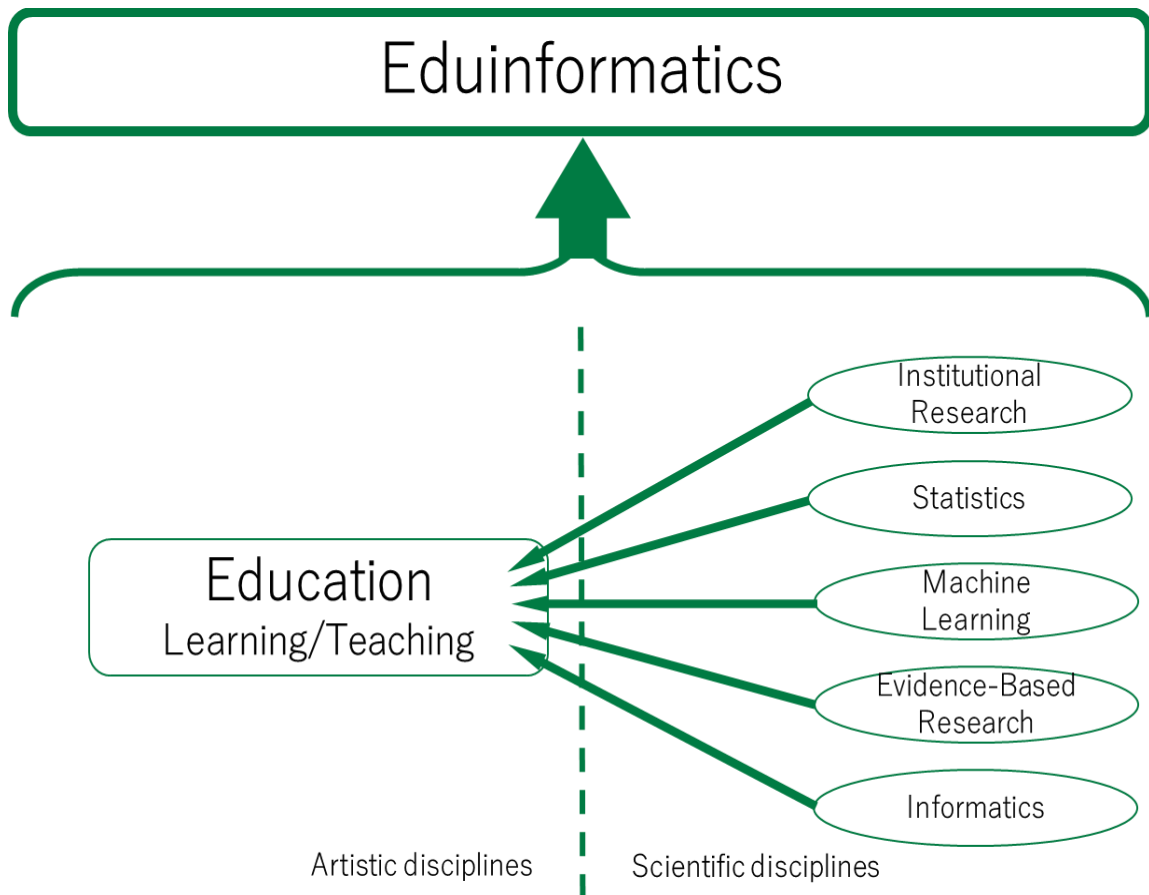 Eduinformatics
Institutional
Research
Statistics
Education
Learning/Teaching
Machine
Learning
Evidence-Based
Research
Informatics
Artistic disciplines
Scientific disciplines